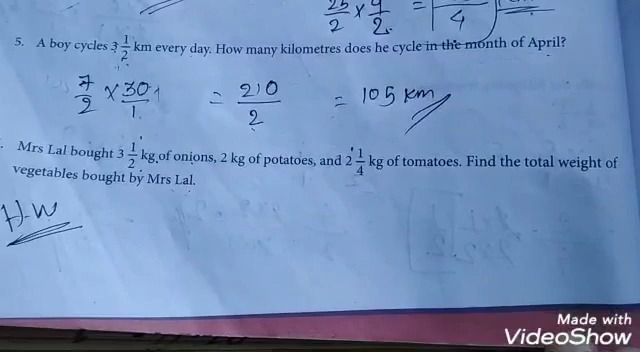 25/2 × 9/2 = 4
5. A boy cycles 3 1/2 km every day. How many kilometres does he cycle in the month of April?
7/2 × 30/1 = 210/2 = 105 km
. Mrs Lal bought 3 1/2 kg of onions, 2 kg of potatoes, and 2 1/4 kg of tomatoes. Find the total weight of
vegetables bought by Mrs Lal.
H.W
Made with
VideoShow